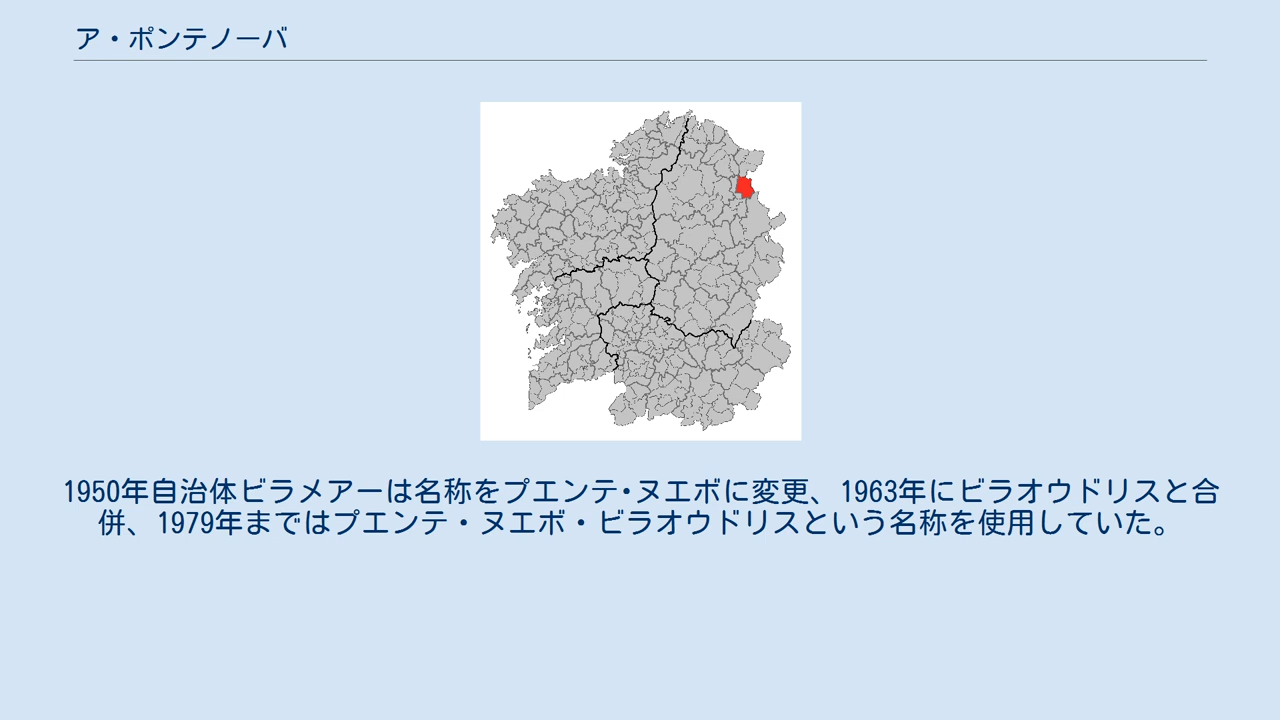 ア・ポンテノーバ
1950年自治体ビラメアーは名称をプエンテ・ヌエボに変更、1963年にビラオウドリスと合
併、1979年まではプエンテ・ヌエボ・ビラオウドリスという名称を使用していた。